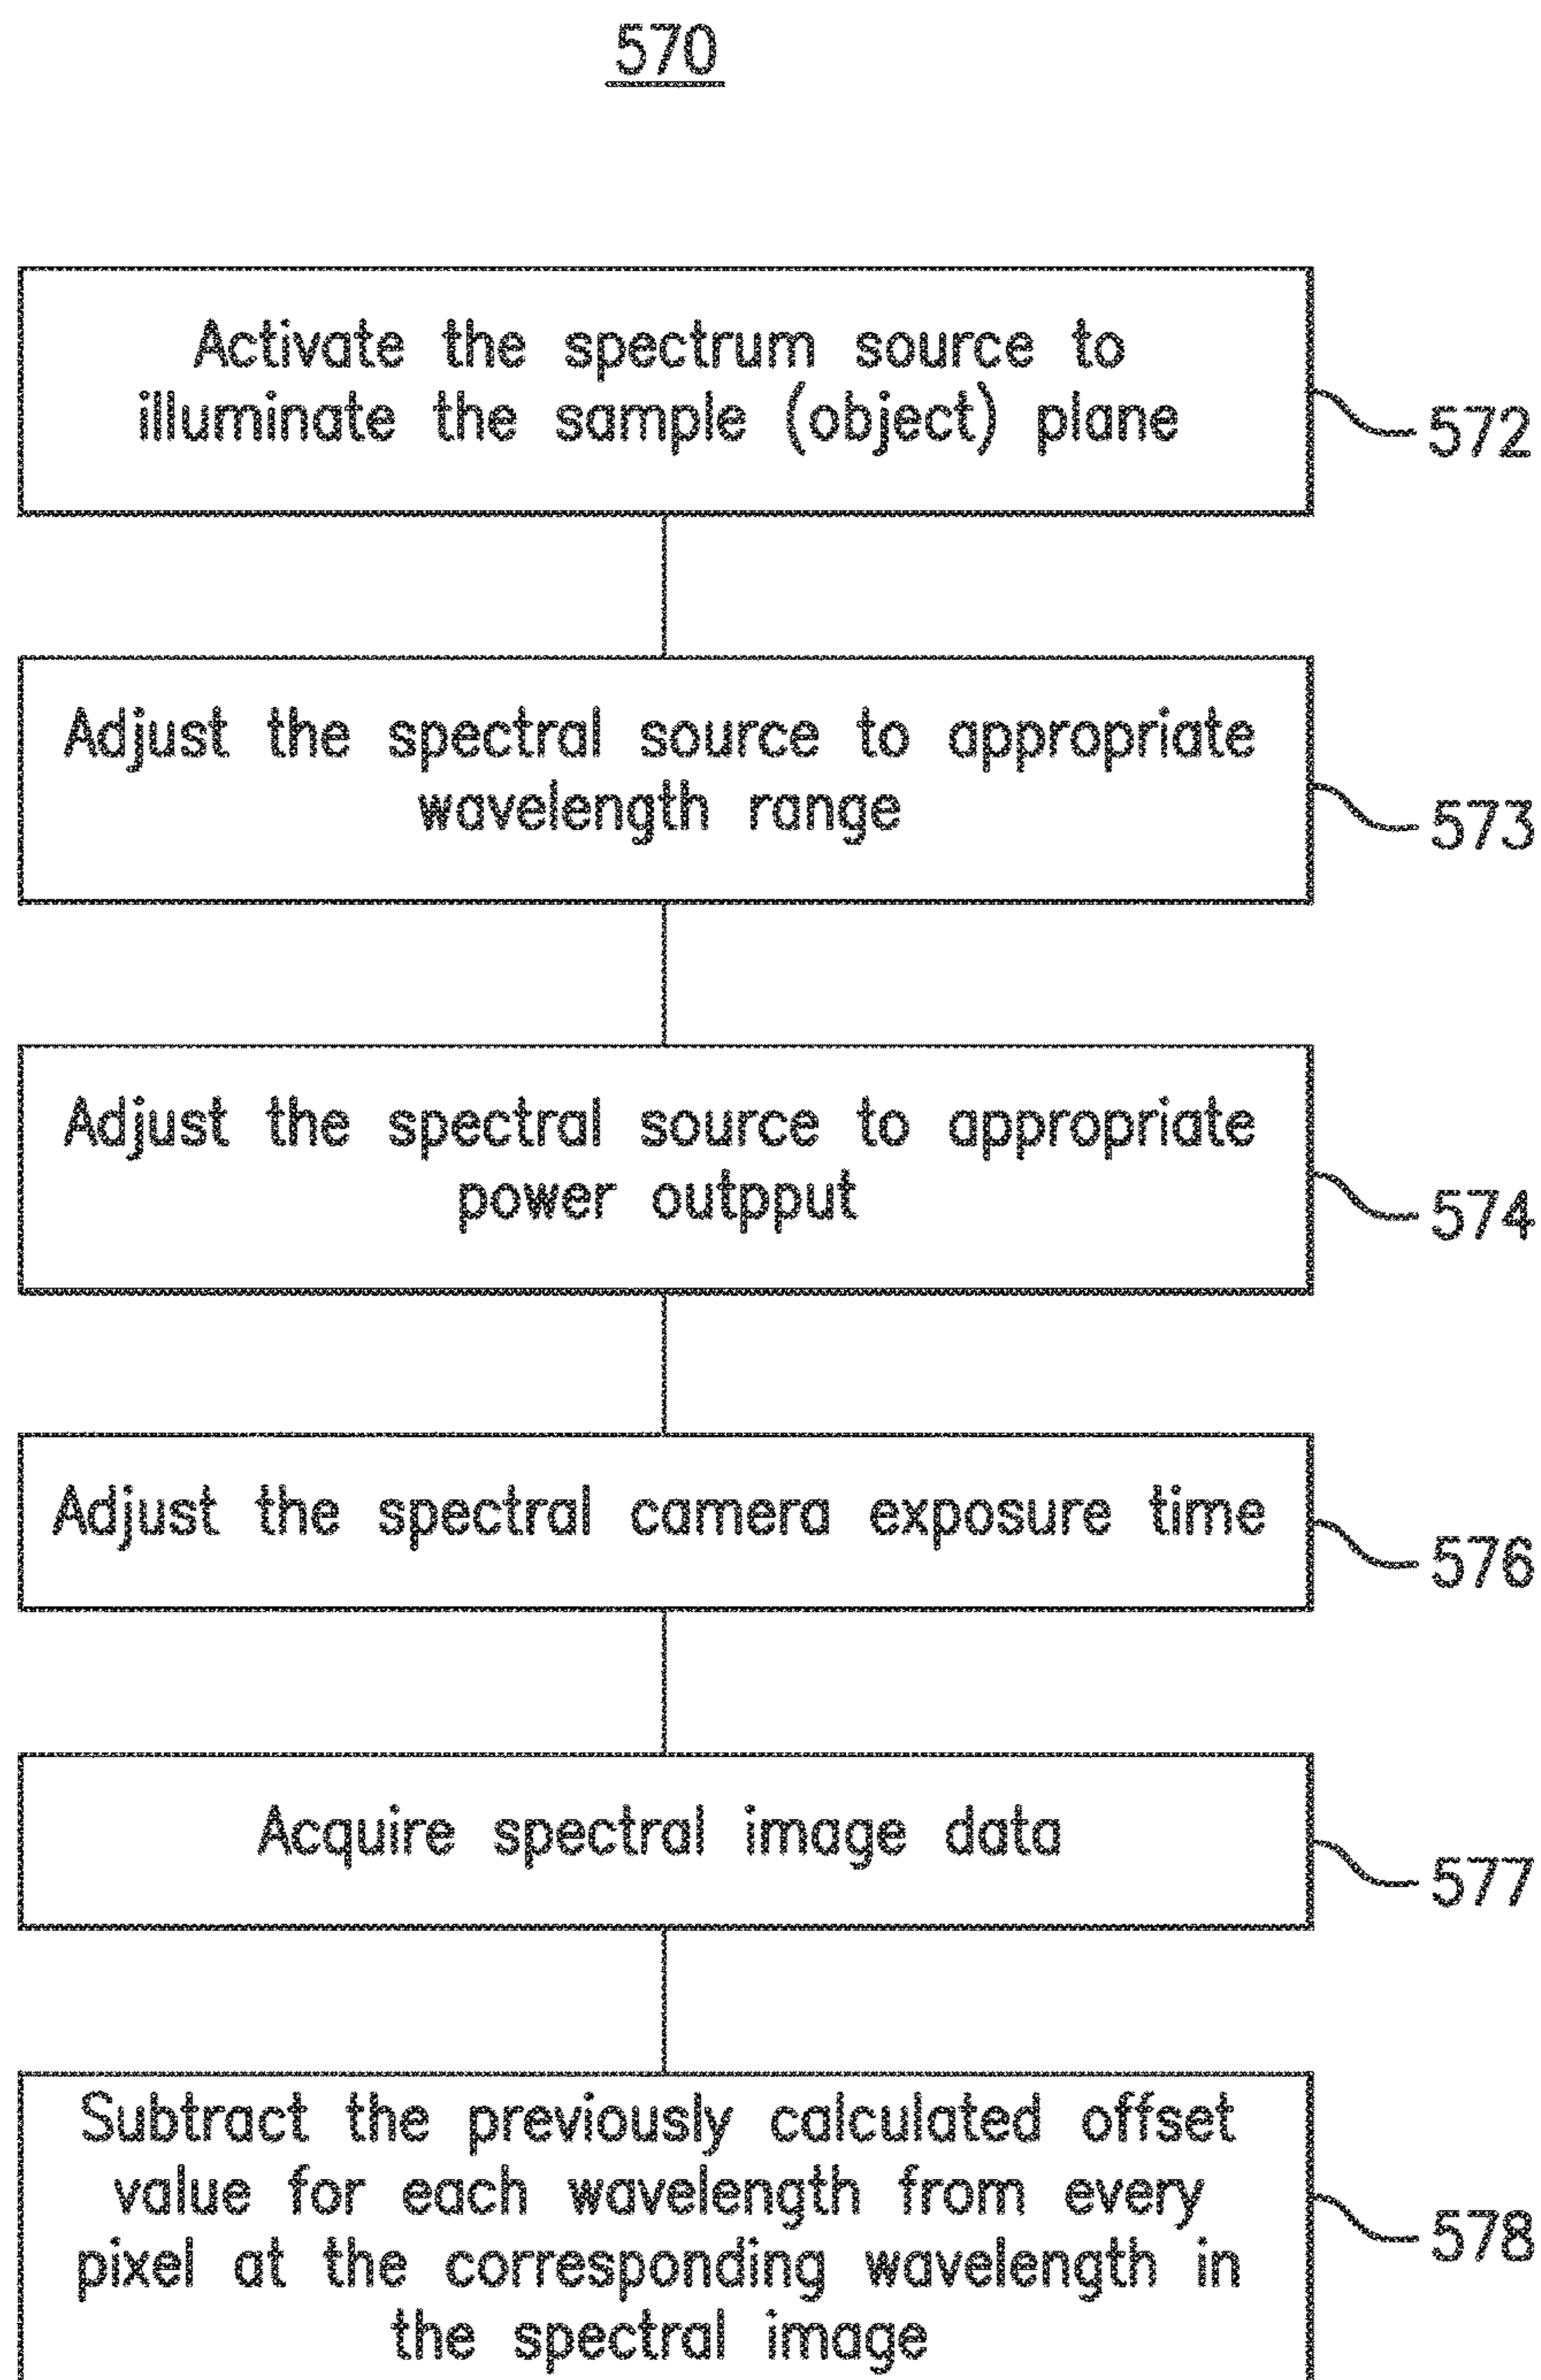 570
Activate the spectrum source to
illuminate the sample (object) plane
572
Adjust the spectral source to appropriate
wavelength range
573
Adjust the spectral source to appropriate
power outpput
574
Adjust the spectral camera exposure time
576
Acquire spectral image data
577
Subtract the previously calculated offset
value for each wavelength from every
pixel at the corresponding wavelength in
the spectral image
578